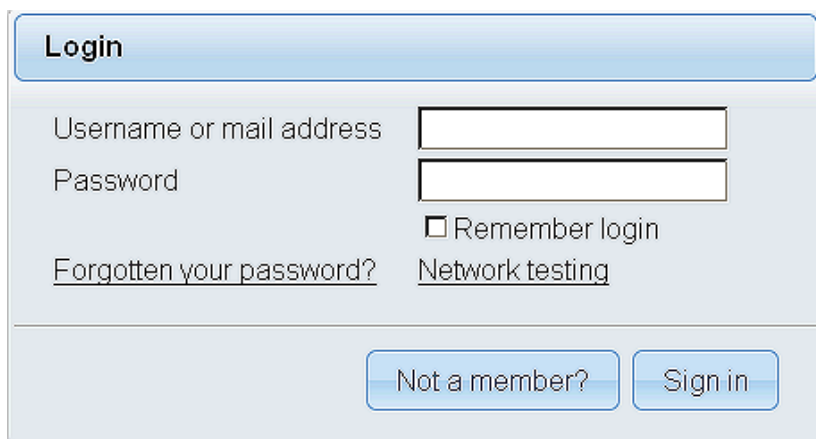 Login
Username or mail address
Password
Remember login
Forgotten your password? Network testing
Not a member? Sign in